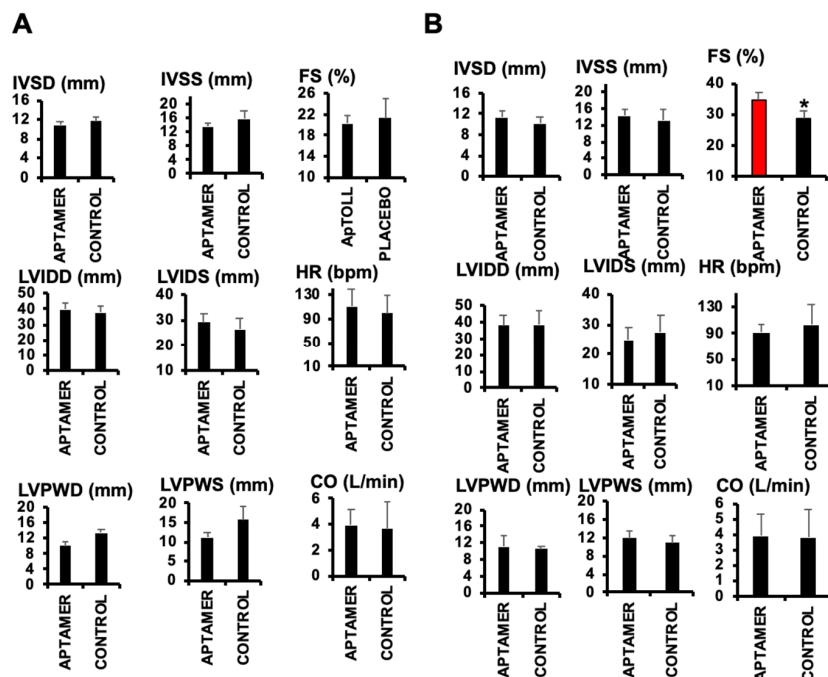 A
IVSD (mm)
16
12
8
4
0
APTAMER
CONTROL
IVSS (mm)
20
16
12
8
4
0
APTAMER
CONTROL
FS (%)
26
22
18
14
10
ApTOLL
PLACEBO
LVIDD (mm)
50
40
30
20
10
0
APTAMER
CONTROL
LVIDS (mm)
40
30
20
10
APTAMER
CONTROL
HR (bpm)
130
100
70
40
10
APTAMER
CONTROL
LVPWD (mm)
20
16
12
8
4
0
APTAMER
CONTROL
LVPWS (mm)
20
15
10
5
0
APTAMER
CONTROL
CO (L/min)
6
4
2
0
APTAMER
CONTROL
B
IVSD (mm)
16
12
8
4
0
APTAMER
CONTROL
IVSS (mm)
20
16
12
8
4
0
APTAMER
CONTROL
FS (%)
40
30
20
10
*
APTAMER
CONTROL
LVIDD (mm)
50
40
30
20
10
0
APTAMER
CONTROL
LVIDS (mm)
40
30
20
10
APTAMER
CONTROL
HR (bpm)
130
90
50
10
APTAMER
CONTROL
LVPWD (mm)
20
16
12
8
4
0
APTAMER
CONTROL
LVPWS (mm)
20
16
12
8
4
0
APTAMER
CONTROL
CO (L/min)
6
5
4
3
2
1
0
APTAMER
CONTROL